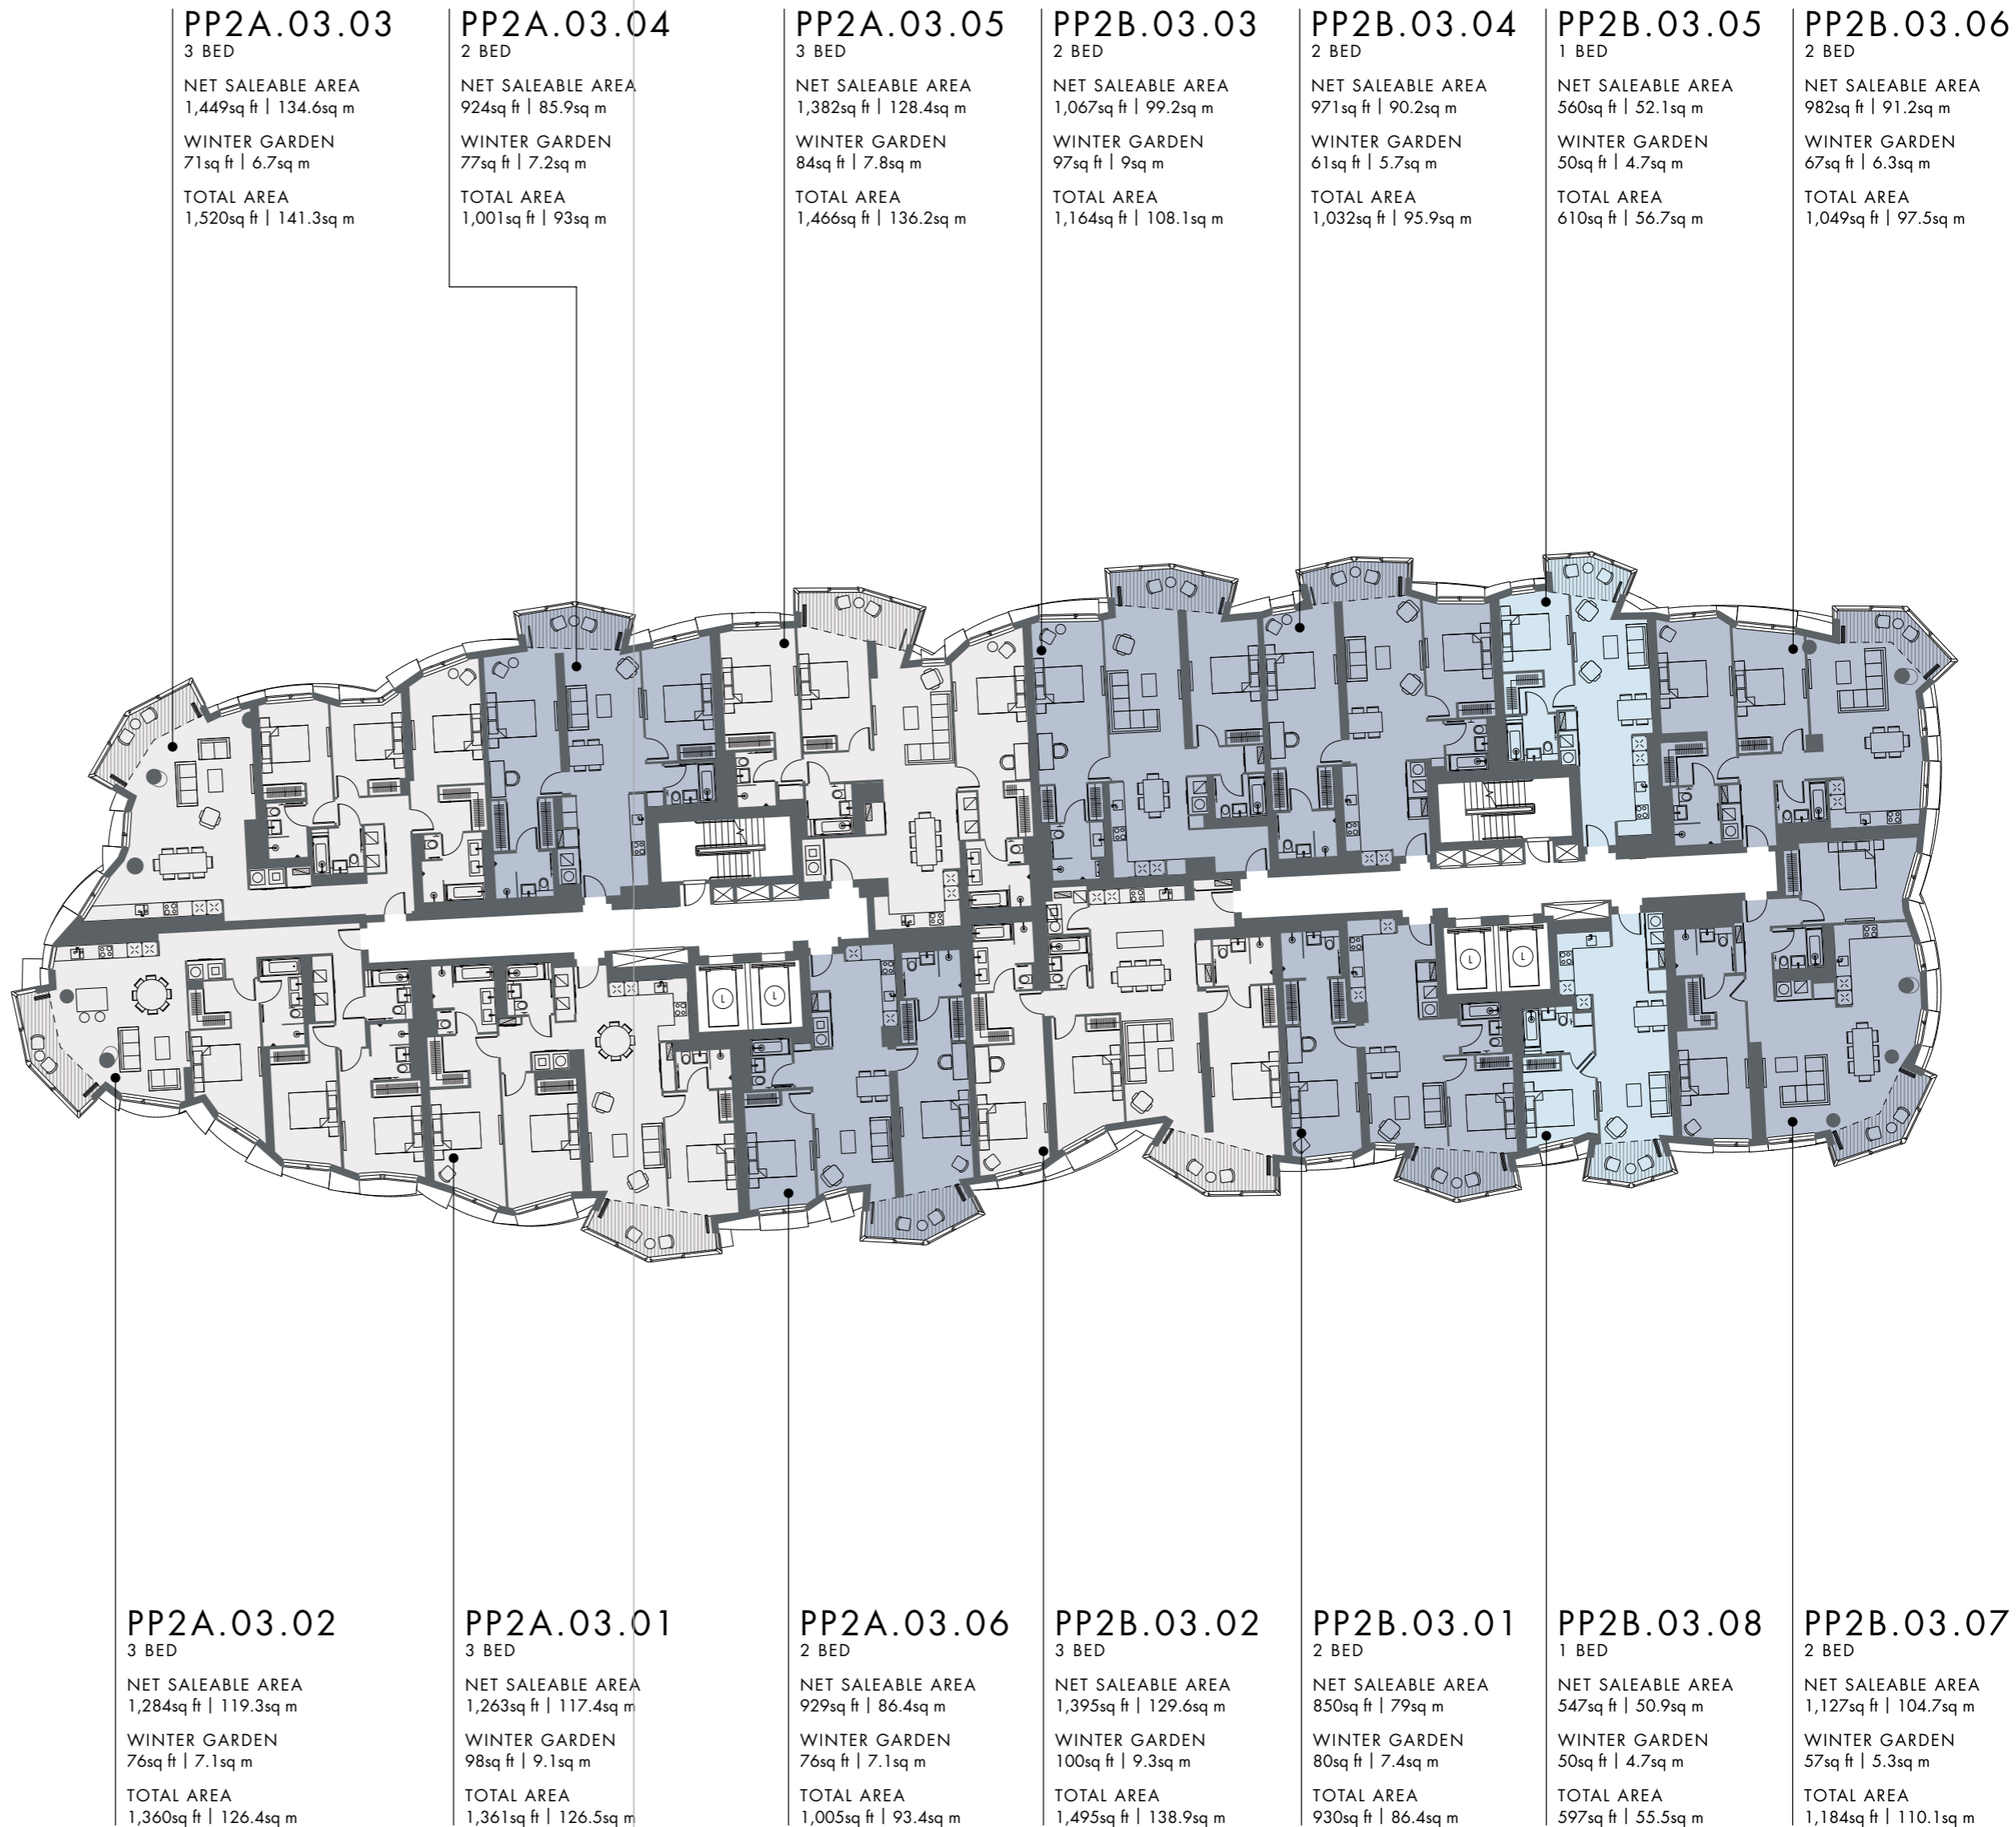 PP2A.03.03
3 BED
NET SALEABLE AREA
1,449sq ft | 134.6sq m
WINTER GARDEN
71sq ft | 6.7sq m
TOTAL AREA
1,520sq ft | 141.3sq m
PP2A.03.04
2 BED
NET SALEABLE AREA
924sq ft | 85.9sq m
WINTER GARDEN
77sq ft | 7.2sq m
TOTAL AREA
1,001sq ft | 93sq m
PP2A.03.05
3 BED
NET SALEABLE AREA
1,382sq ft | 128.4sq m
WINTER GARDEN
84sq ft | 7.8sq m
TOTAL AREA
1,466sq ft | 136.2sq m
PP2B.03.03
2 BED
NET SALEABLE AREA
1,067sq ft | 99.2sq m
WINTER GARDEN
97sq ft | 9sq m
TOTAL AREA
1,164sq ft | 108.1sq m
PP2B.03.04
2 BED
NET SALEABLE AREA
971sq ft | 90.2sq m
WINTER GARDEN
61sq ft | 5.7sq m
TOTAL AREA
1,032sq ft | 95.9sq m
PP2B.03.05
1 BED
NET SALEABLE AREA
560sq ft | 52.1sq m
WINTER GARDEN
50sq ft | 4.7sq m
TOTAL AREA
610sq ft | 56.7sq m
PP2B.03.06
2 BED
NET SALEABLE AREA
982sq ft | 91.2sq m
WINTER GARDEN
67sq ft | 6.3sq m
TOTAL AREA
1,049sq ft | 97.5sq m
L
L
L
L
PP2A.03.02
3 BED
NET SALEABLE AREA
1,284sq ft | 119.3sq m
WINTER GARDEN
76sq ft | 7.1sq m
TOTAL AREA
1,360sq ft | 126.4sq m
PP2A.03.01
3 BED
NET SALEABLE AREA
1,263sq ft | 117.4sq m
WINTER GARDEN
98sq ft | 9.1sq m
TOTAL AREA
1,361sq ft | 126.5sq m
PP2A.03.06
2 BED
NET SALEABLE AREA
929sq ft | 86.4sq m
WINTER GARDEN
76sq ft | 7.1sq m
TOTAL AREA
1,005sq ft | 93.4sq m
PP2B.03.02
3 BED
NET SALEABLE AREA
1,395sq ft | 129.6sq m
WINTER GARDEN
100sq ft | 9.3sq m
TOTAL AREA
1,495sq ft | 138.9sq m
PP2B.03.01
2 BED
NET SALEABLE AREA
850sq ft | 79sq m
WINTER GARDEN
80sq ft | 7.4sq m
TOTAL AREA
930sq ft | 86.4sq m
PP2B.03.08
1 BED
NET SALEABLE AREA
547sq ft | 50.9sq m
WINTER GARDEN
50sq ft | 4.7sq m
TOTAL AREA
597sq ft | 55.5sq m
PP2B.03.07
2 BED
NET SALEABLE AREA
1,127sq ft | 104.7sq m
WINTER GARDEN
57sq ft | 5.3sq m
TOTAL AREA
1,184sq ft | 110.1sq m